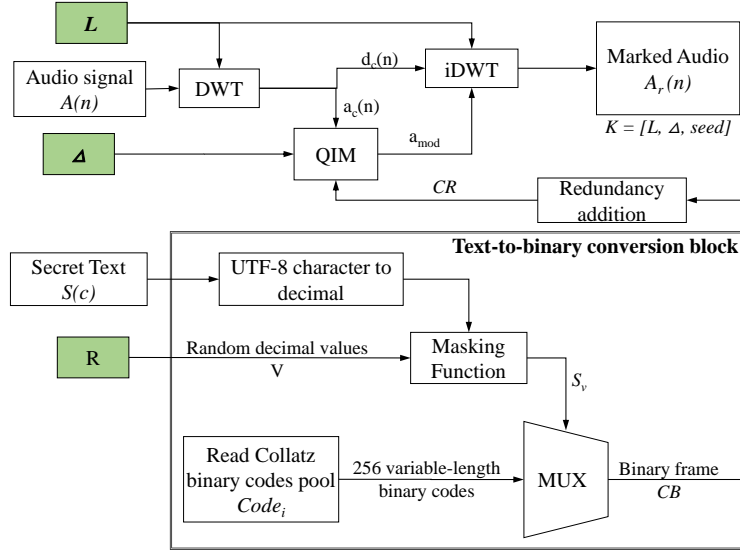 L
Audio signal
A(n)
DWT
d_c(n)
iDWT
Marked Audio
A_r(n)
K = [L, Δ, seed]
a_c(n)
Δ
QIM
a_mod
CR
Redundancy
addition
Text-to-binary conversion block
Secret Text
S(c)
UTF-8 character to
decimal
R
Random decimal values
V
Masking
Function
S_v
Read Collatz
binary codes pool
Code_i
256 variable-length
binary codes
MUX
Binary frame
CB